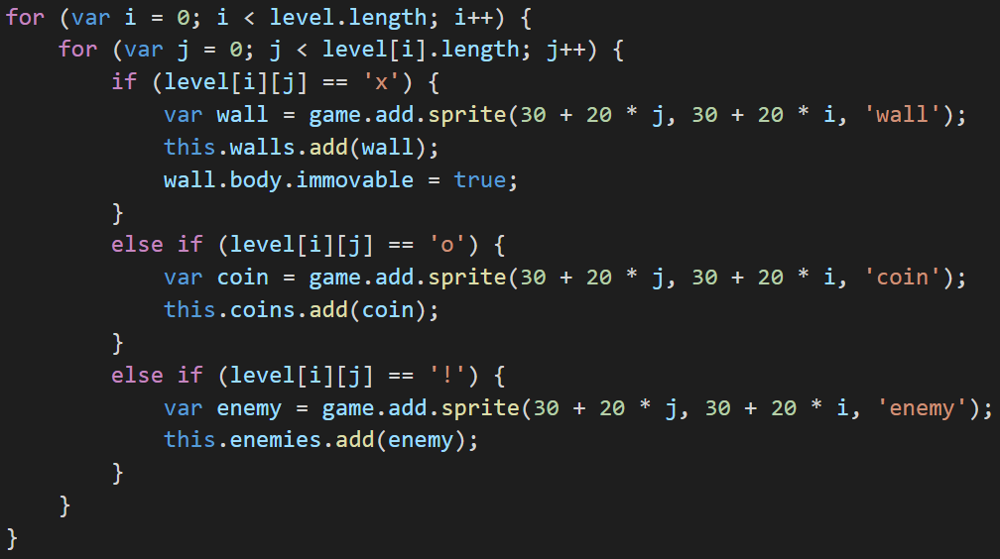 for (var i = 0; i < level.length; i++) {
    for (var j = 0; j < level[i].length; j++) {
        if (level[i][j] == 'x') {
            var wall = game.add.sprite(30 + 20 * j, 30 + 20 * i, 'wall');
            this.walls.add(wall);
            wall.body.immovable = true;
        }
        else if (level[i][j] == 'o') {
            var coin = game.add.sprite(30 + 20 * j, 30 + 20 * i, 'coin');
            this.coins.add(coin);
        }
        else if (level[i][j] == '!') {
            var enemy = game.add.sprite(30 + 20 * j, 30 + 20 * i, 'enemy');
            this.enemies.add(enemy);
        }
    }
}